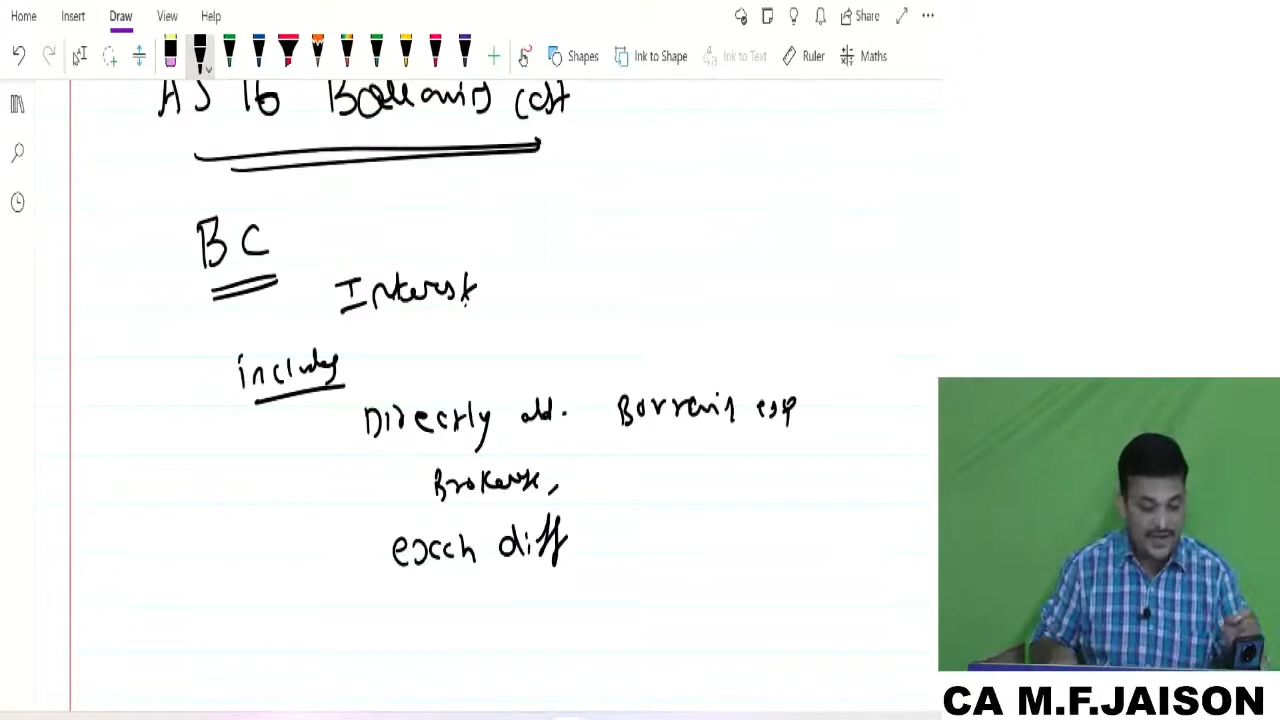 Home Insert Draw View Help Share
Shapes Ink to Shape Ink to Text Ruler Maths
AS 16 Borrowing cost
BC
Interest
includes
Directly att. Borrowing exp
Brokerage,
exch diff
CA M.F.JAISON